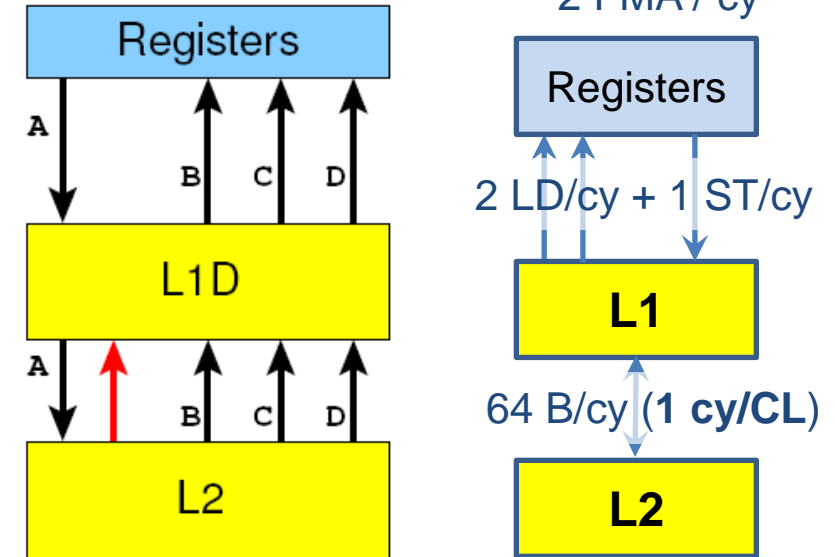 Registers
A
B
C
D
L1D
A
B
C
D
L2
2 FMA / cy
Registers
2 LD/cy + 1 ST/cy
L1
64 B/cy (1 cy/CL)
L2